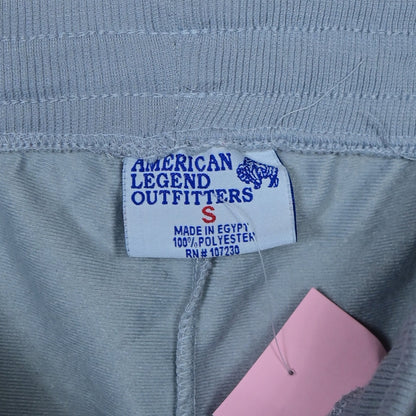 AMERICAN
LEGEND
OUTFITTERS
S
MADE IN EGYPT
100% POLYESTER
RN# 107230